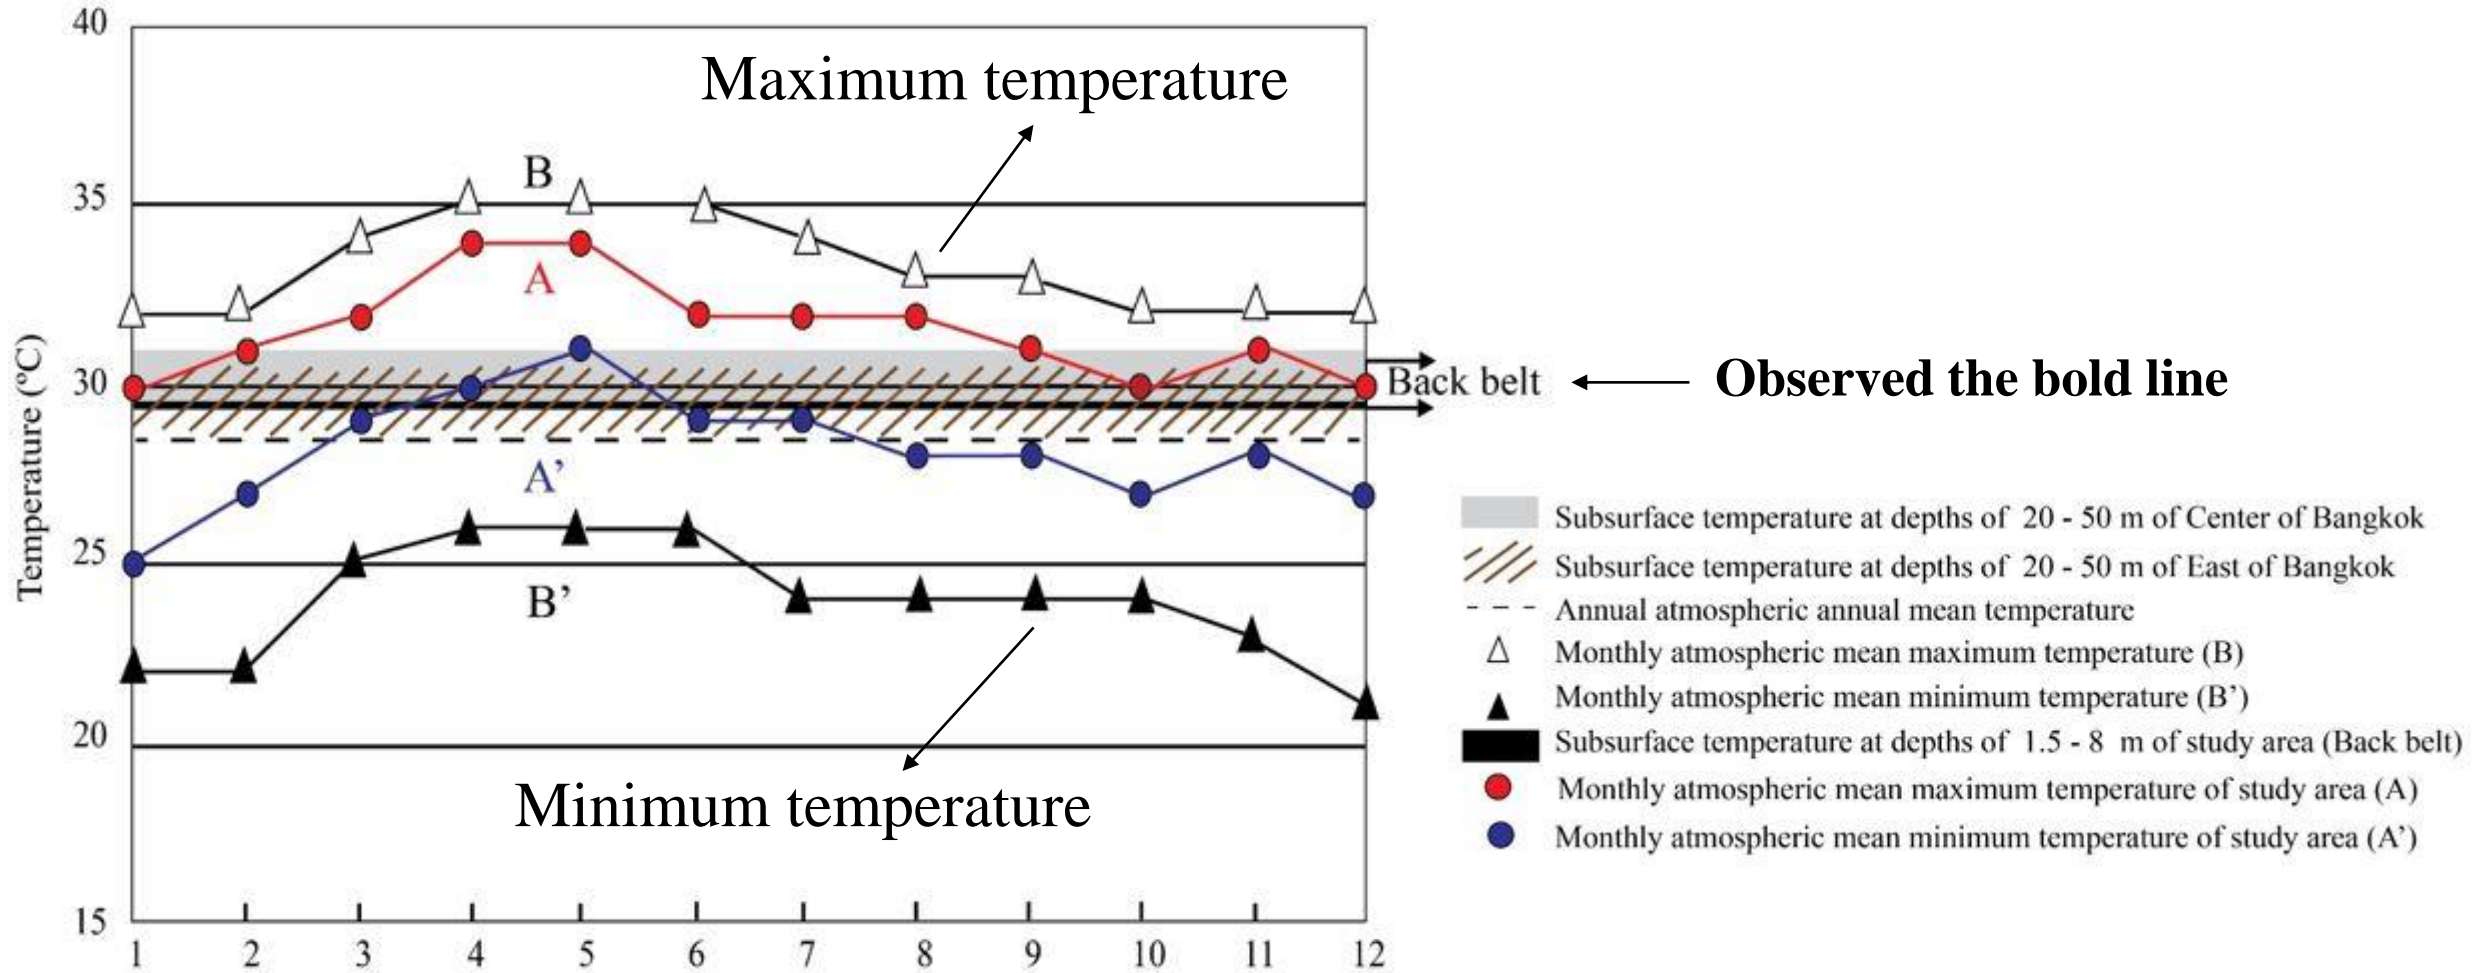 40
Maximum temperature
B
35
A
30
Back belt
Observed the bold line
Temperature (ºC)
A’
25
B’
20
Minimum temperature
15
1 2 3 4 5 6 7 8 9 10 11 12
Subsurface temperature at depths of 20 - 50 m of Center of Bangkok
Subsurface temperature at depths of 20 - 50 m of East of Bangkok
Annual atmospheric annual mean temperature
Monthly atmospheric mean maximum temperature (B)
Monthly atmospheric mean minimum temperature (B’)
Subsurface temperature at depths of 1.5 - 8 m of study area (Back belt)
Monthly atmospheric mean maximum temperature of study area (A)
Monthly atmospheric mean minimum temperature of study area (A’)